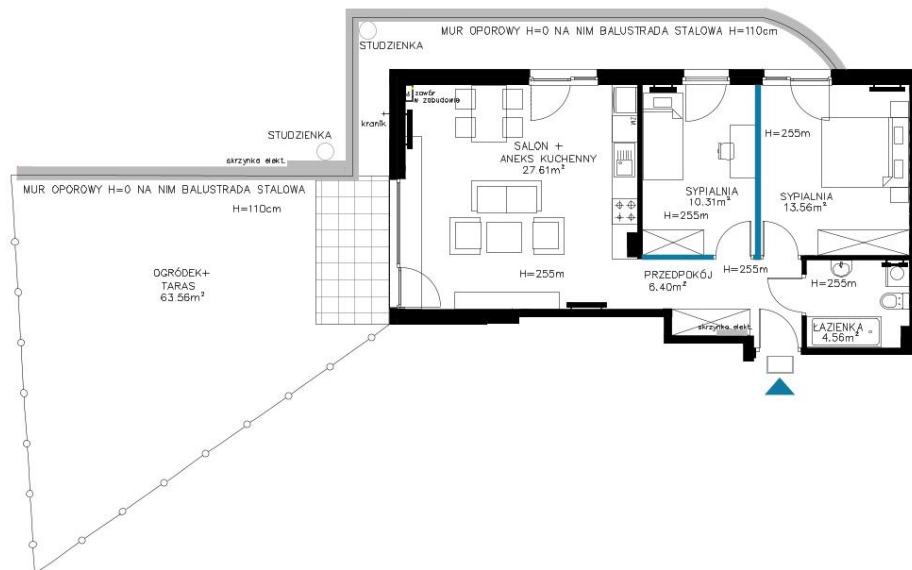 MUR OPOROWY H=0 NA NIM BALUSTRADA STALOWA H=110cm
STUDZIENKA
zawór
w zabudowie
kranik
STUDZIENKA
skrzynka elekt.
MUR OPOROWY H=0 NA NIM BALUSTRADA STALOWA
H=110cm
OGRÓDEK+
TARAS
63.56m²
SALON +
ANEKS KUCHENNY
27.61m²
H=255m
WZ
SYPIALNIA
10.31m²
H=255m
H=255m
SYPIALNIA
13.56m²
PRZEDPOKÓJ
6.40m²
H=255m
H=255m
ŁAZIENKA
4.56m²
skrzynka elekt.